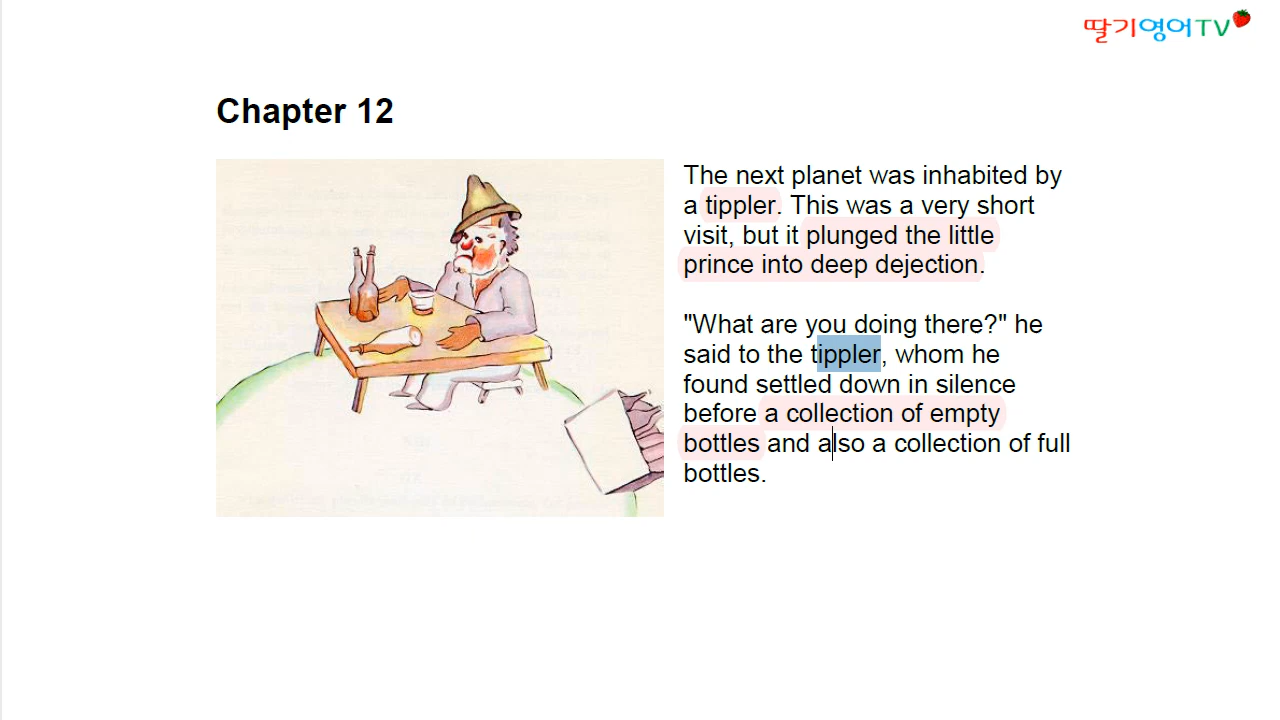 딸기영어TV
Chapter 12
The next planet was inhabited by
a tippler. This was a very short
visit, but it plunged the little
prince into deep dejection.
"What are you doing there?" he
said to the tippler, whom he
found settled down in silence
before a collection of empty
bottles and also a collection of full
bottles.